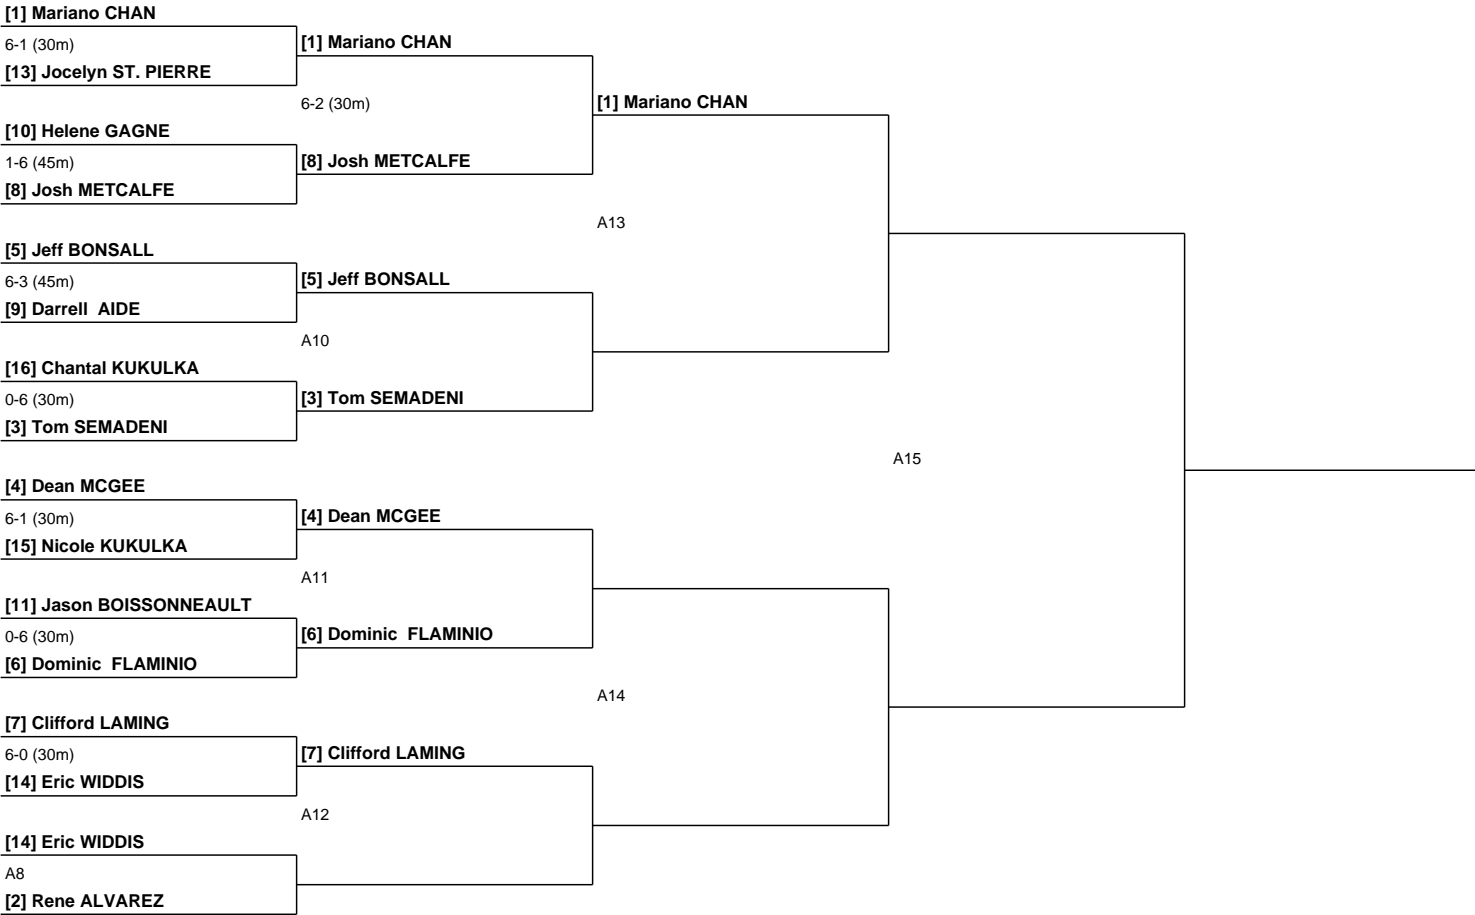 [1] Mariano CHAN
6-1 (30m)
[13] Jocelyn ST. PIERRE
[10] Helene GAGNE
1-6 (45m)
[8] Josh METCALFE
[5] Jeff BONSALL
6-3 (45m)
[9] Darrell  AIDE
[16] Chantal KUKULKA
0-6 (30m)
[3] Tom SEMADENI
[4] Dean MCGEE
6-1 (30m)
[15] Nicole KUKULKA
[11] Jason BOISSONNEAULT
0-6 (30m)
[6] Dominic  FLAMINIO
[7] Clifford LAMING
6-0 (30m)
[14] Eric WIDDIS
[14] Eric WIDDIS
A8
[2] Rene ALVAREZ
[1] Mariano CHAN
6-2 (30m)
[8] Josh METCALFE
[5] Jeff BONSALL
A10
[3] Tom SEMADENI
[4] Dean MCGEE
A11
[6] Dominic  FLAMINIO
[7] Clifford LAMING
A12
[1] Mariano CHAN
A13
A14
A15